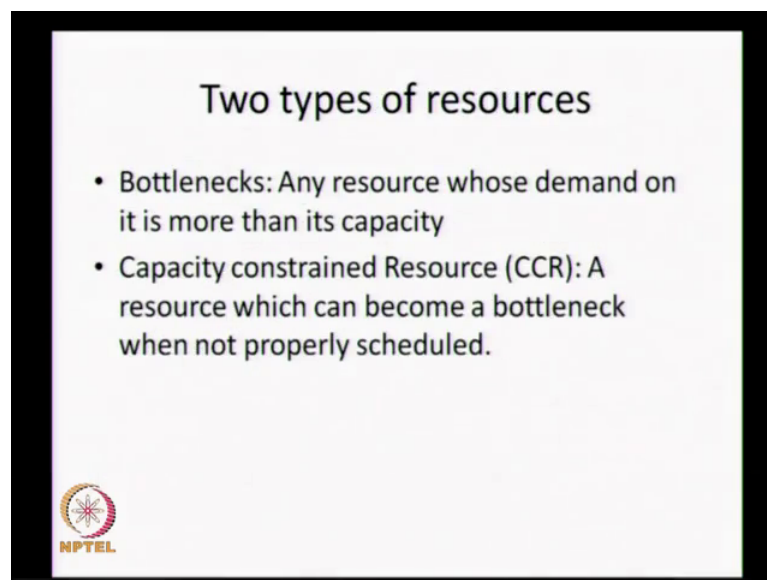 Two types of resources
• Bottlenecks: Any resource whose demand on
it is more than its capacity
• Capacity constrained Resource (CCR): A
resource which can become a bottleneck
when not properly scheduled.
NPTEL